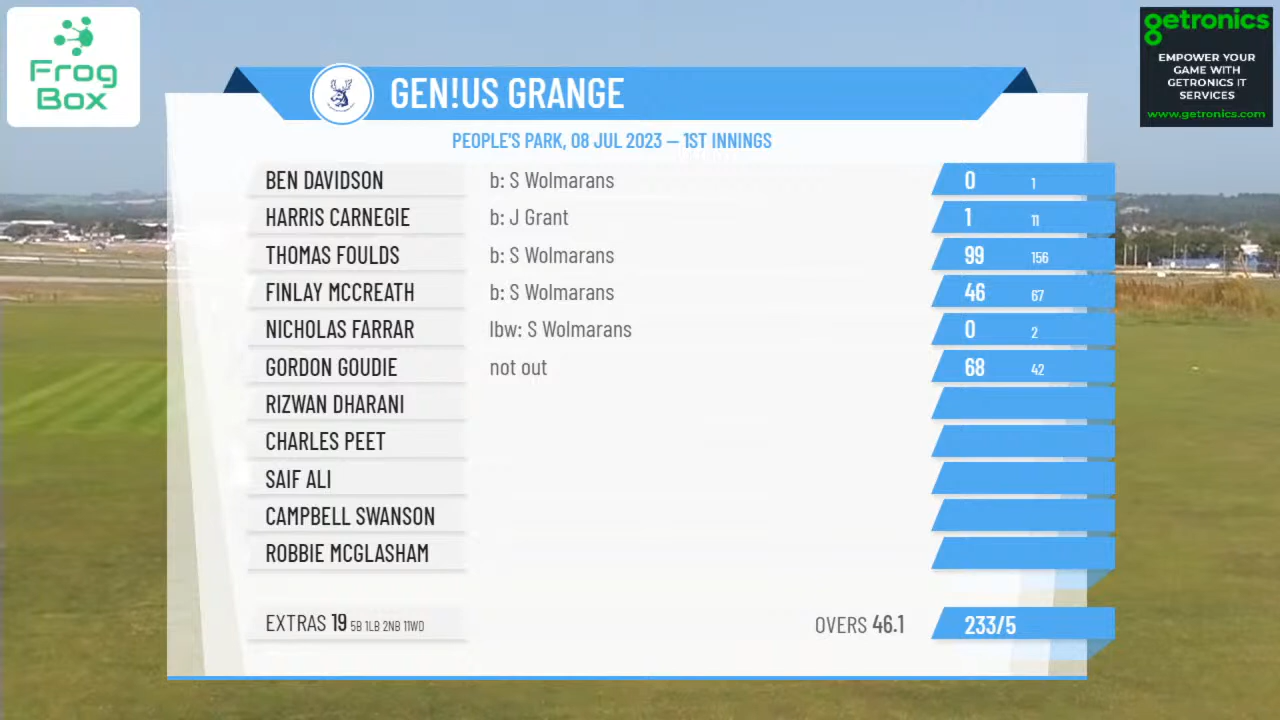 Frog
Box
getronics
EMPOWER YOUR
GAME WITH
GETRONICS IT
SERVICES
www.getronics.com
GEN!US GRANGE
PEOPLE'S PARK, 08 JUL 2023 – 1ST INNINGS
BEN DAVIDSON b: S Wolmarans 0 1
HARRIS CARNEGIE b: J Grant 1 11
THOMAS FOULDS b: S Wolmarans 99 156
FINLAY MCCREATH b: S Wolmarans 46 67
NICHOLAS FARRAR lbw: S Wolmarans 0 2
GORDON GOUDIE not out 68 42
RIZWAN DHARANI
CHARLES PEET
SAIF ALI
CAMPBELL SWANSON
ROBBIE MCGLASHAM
EXTRAS 19 5B 1LB 2NB 11WD OVERS 46.1 233/5